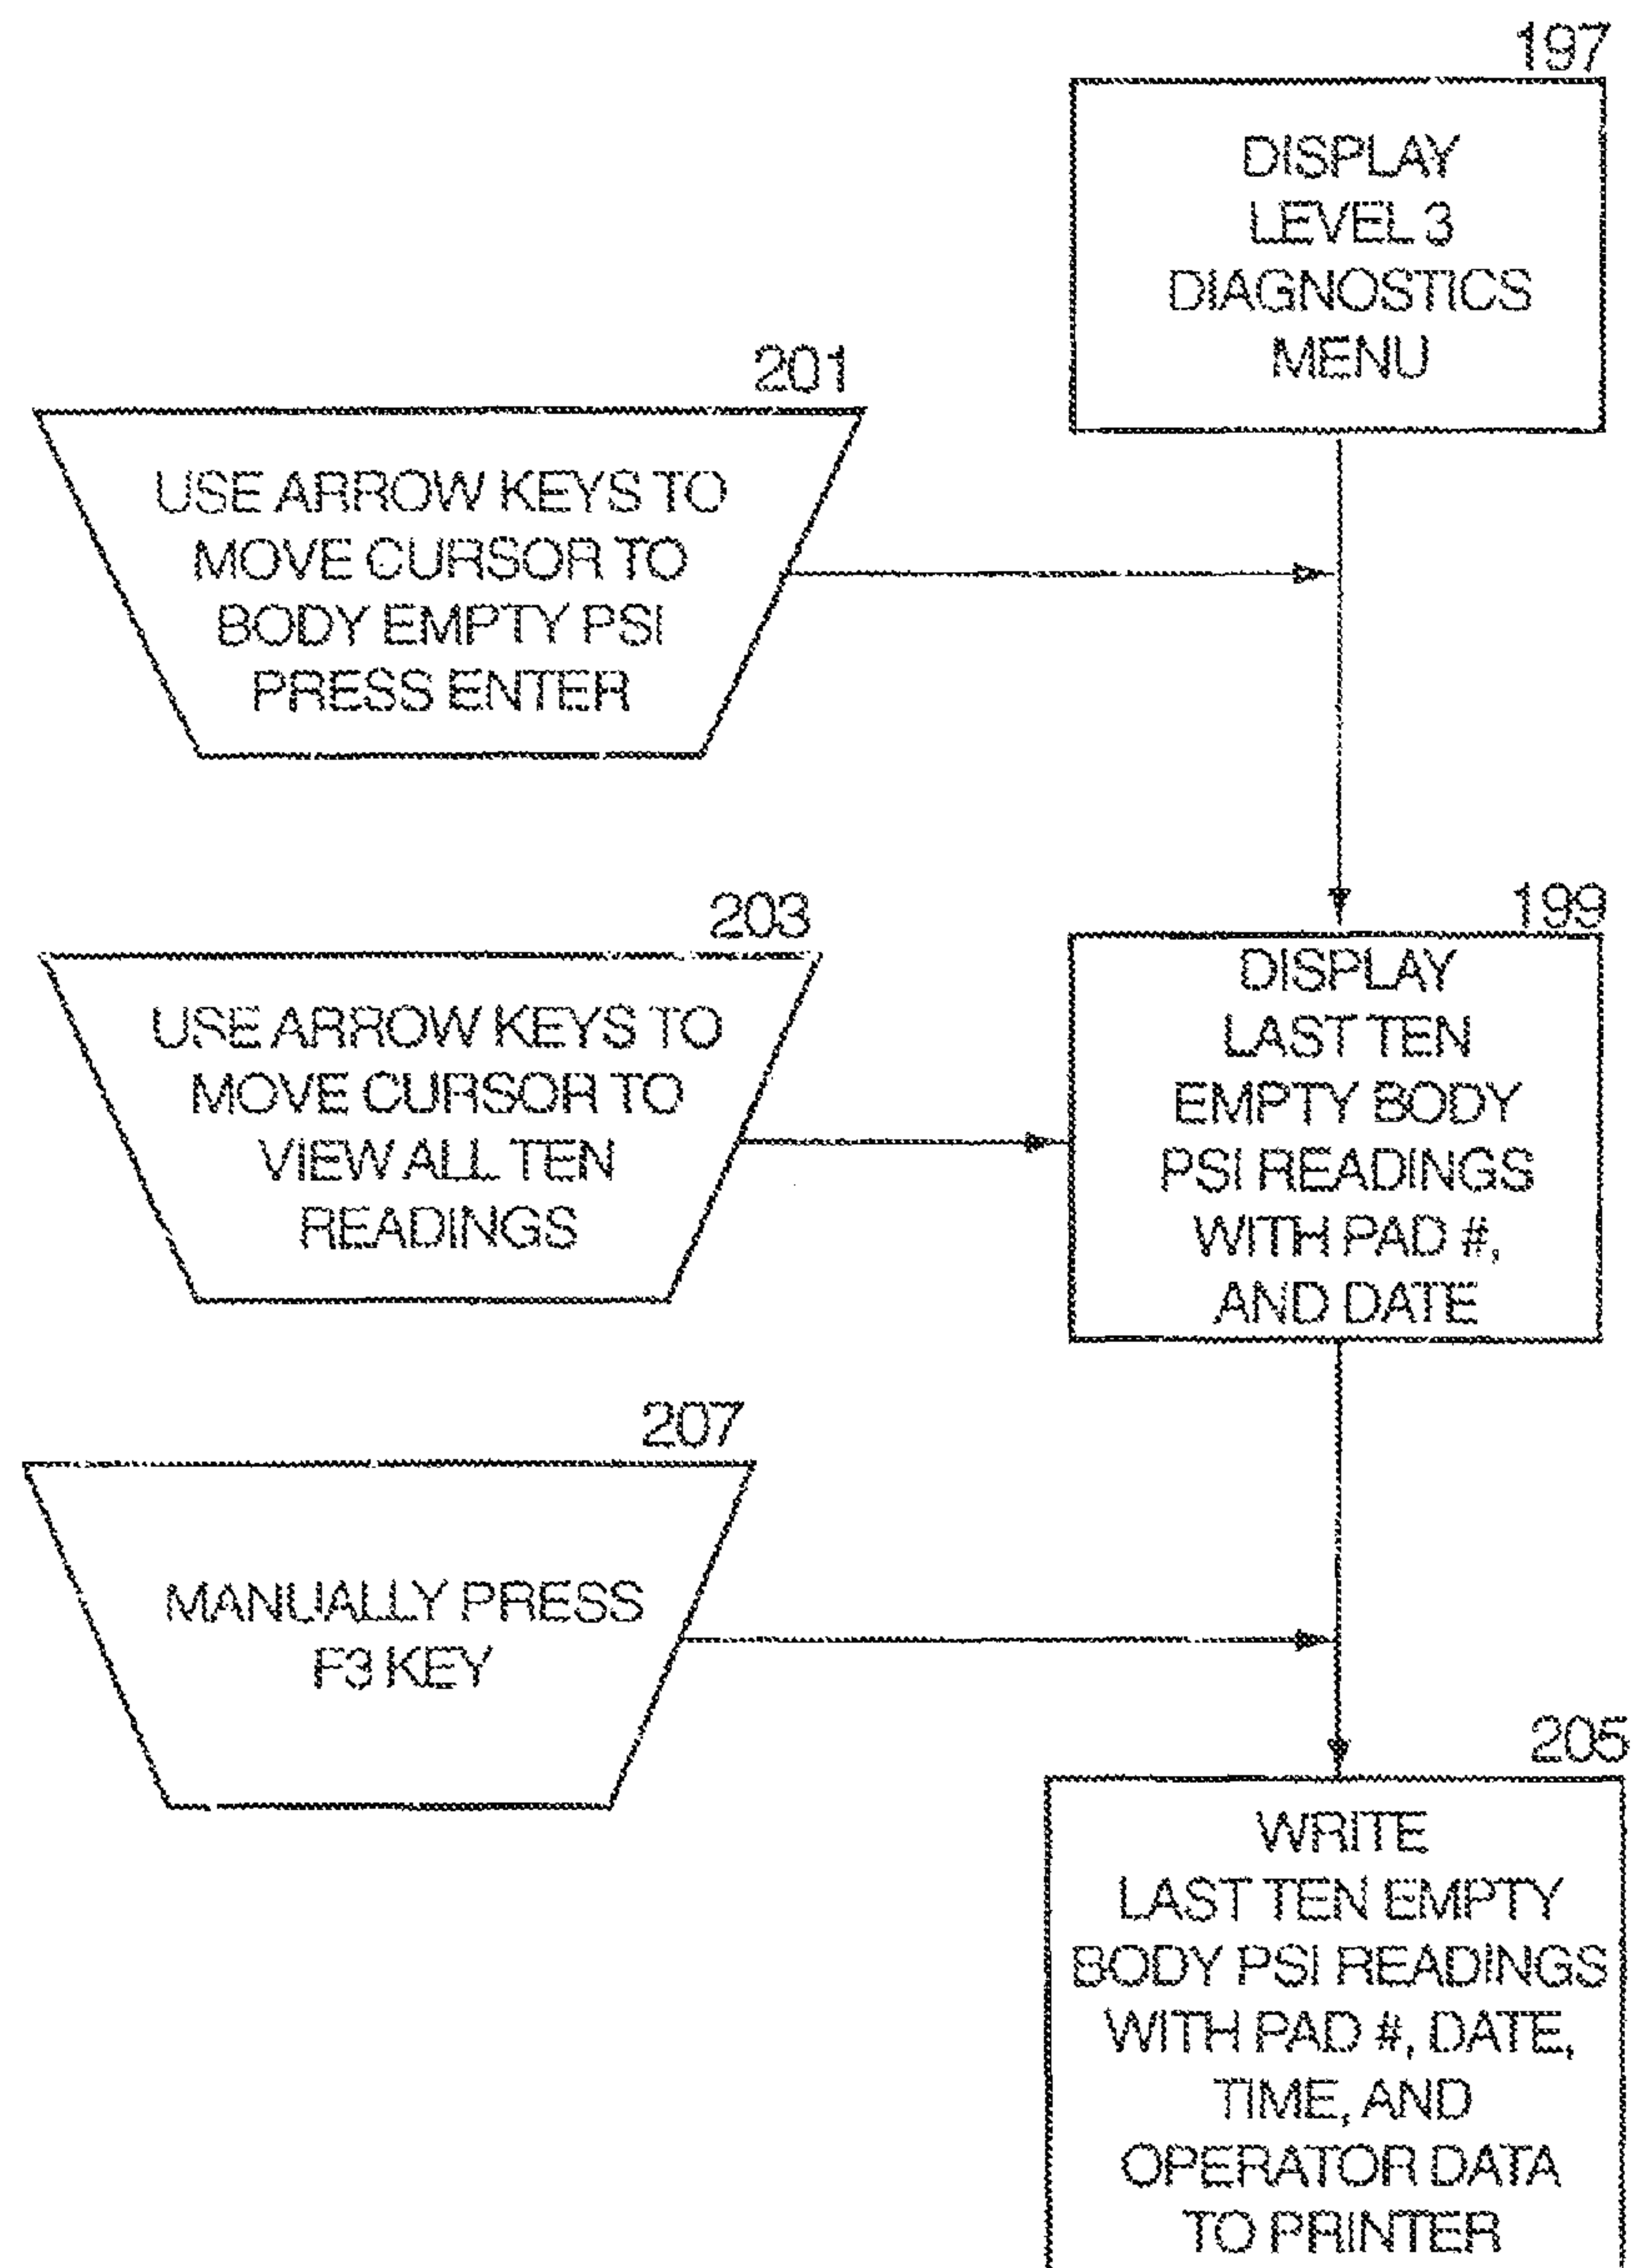 197
DISPLAY
LEVEL 3
DIAGNOSTICS
MENU
201
USE ARROW KEYS TO
MOVE CURSOR TO
BODY EMPTY PSI
PRESS ENTER
203
USE ARROW KEYS TO
MOVE CURSOR TO
VIEW ALL TEN
READINGS
199
DISPLAY
LAST TEN
EMPTY BODY
PSI READINGS
WITH PAD #,
AND DATE
207
MANUALLY PRESS
F3 KEY
205
WRITE
LAST TEN EMPTY
BODY PSI READINGS
WITH PAD #, DATE,
TIME, AND
OPERATOR DATA
TO PRINTER